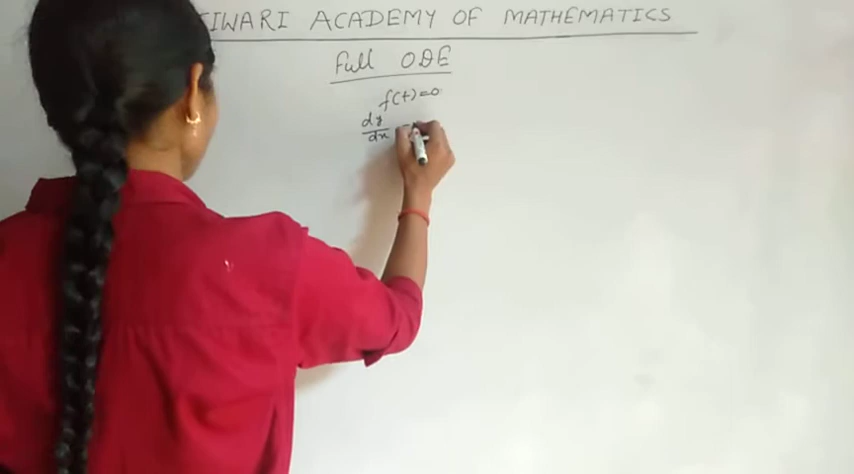 IWARI ACADEMY OF MATHEMATICS
Full ODE
f(t)=0
dy
dx